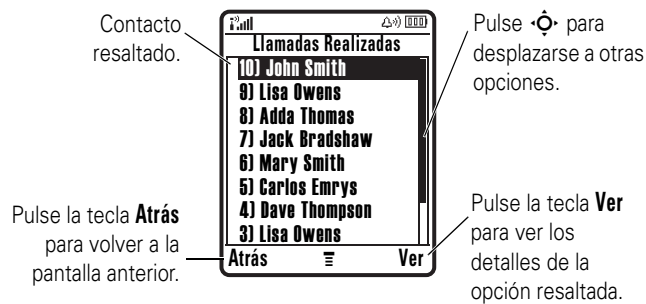 Contacto
resaltado.
Llamadas Realizadas
10) John Smith
9) Lisa Owens
8) Adda Thomas
7) Jack Bradshaw
6) Mary Smith
5) Carlos Emrys
4) Dave Thompson
3) Lisa Owens
Atrás Ver
Pulse para
desplazarse a otras
opciones.
Pulse la tecla Atrás
para volver a la
pantalla anterior.
Pulse la tecla Ver
para ver los
detalles de la
opción resaltada.